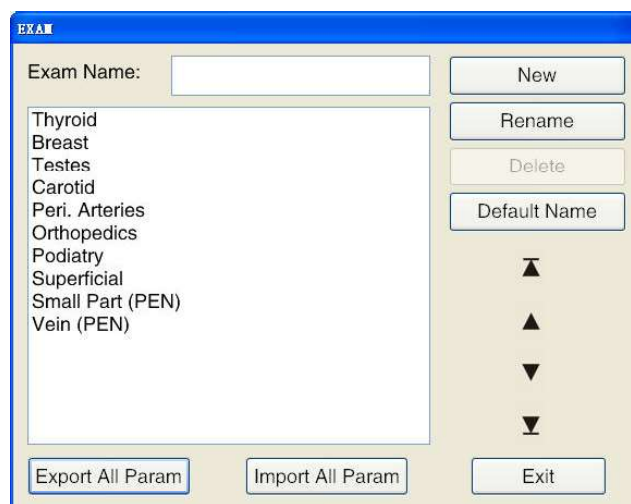 EXAM
Exam Name:
New
Thyroid
Breast
Testes
Carotid
Peri. Arteries
Orthopedics
Podiatry
Superficial
Small Part (PEN)
Vein (PEN)
Rename
Delete
Default Name
Export All Param
Import All Param
Exit